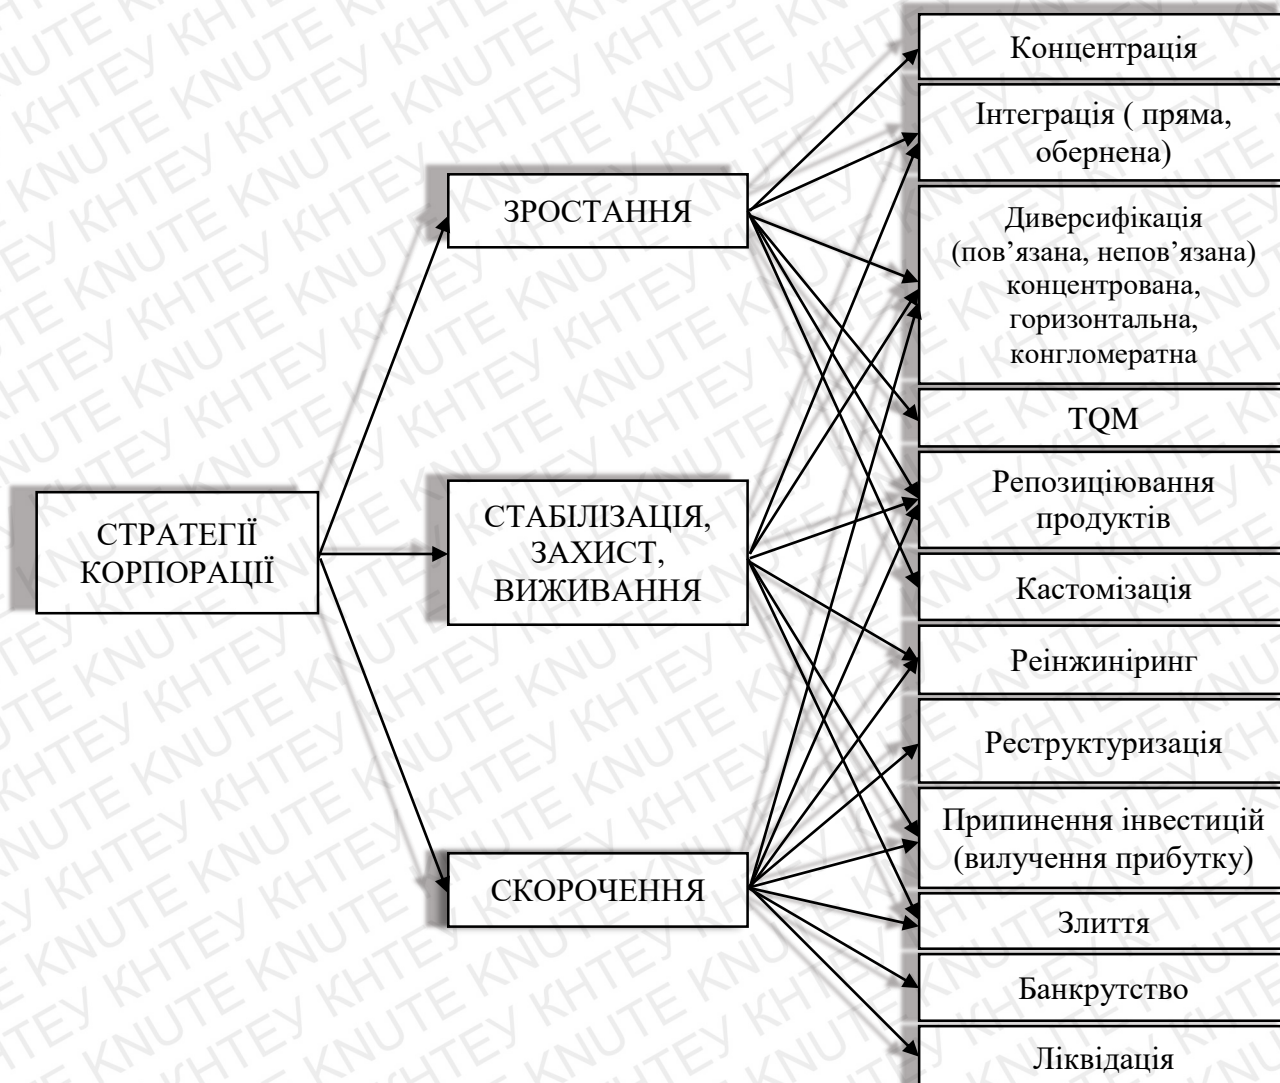 СТРАТЕГІЇ
КОРПОРАЦІЇ
ЗРОСТАННЯ
СТАБІЛІЗАЦІЯ,
ЗАХИСТ,
ВИЖИВАННЯ
СКОРОЧЕННЯ
Концентрація
Інтеграція ( пряма,
обернена)
Диверсифікація
(пов’язана, непов’язана)
концентрована,
горизонтальна,
конгломератна
TQM
Репозиціювання
продуктів
Кастомізація
Реінжиніринг
Реструктуризація
Припинення інвестицій
(вилучення прибутку)
Злиття
Банкрутство
Ліквідація